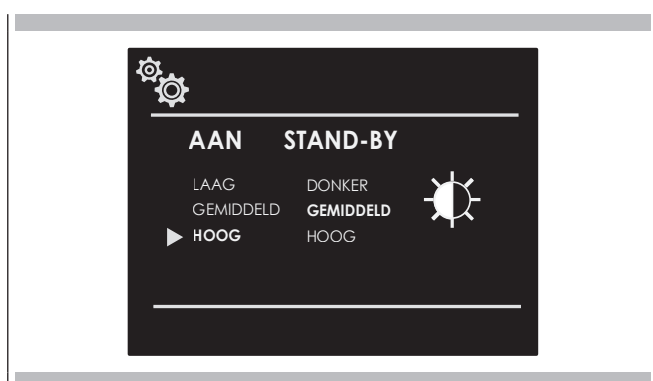 AAN STAND-BY
LAAG DONKER
GEMIDDELD GEMIDDELD
HOOG HOOG